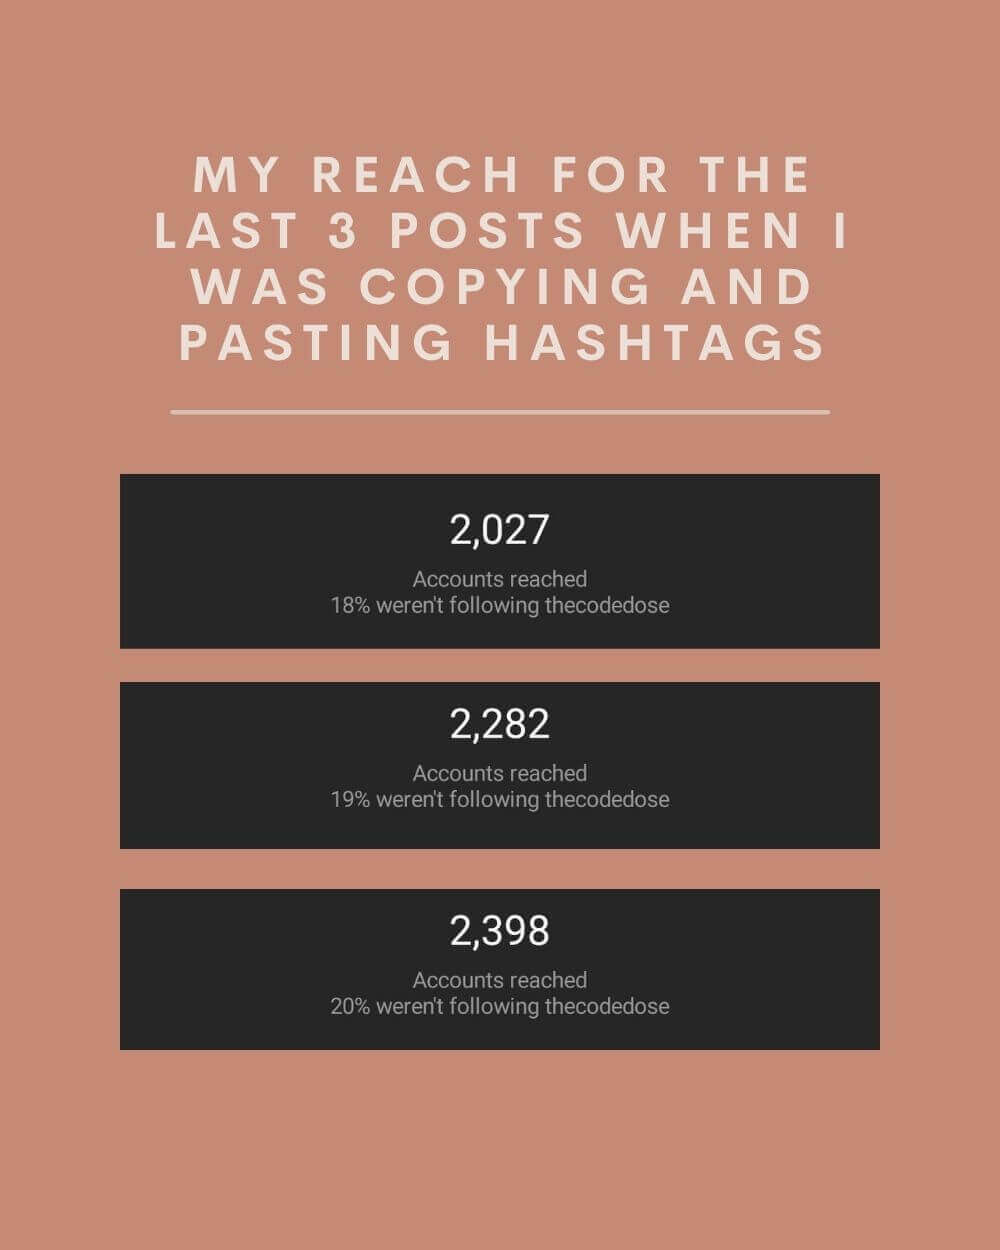 MY REACH FOR THE
LAST 3 POSTS WHEN I
WAS COPYING AND
PASTING HASHTAGS
2,027
Accounts reached
18% weren't following thecodedose
2,282
Accounts reached
19% weren't following thecodedose
2,398
Accounts reached
20% weren't following thecodedose